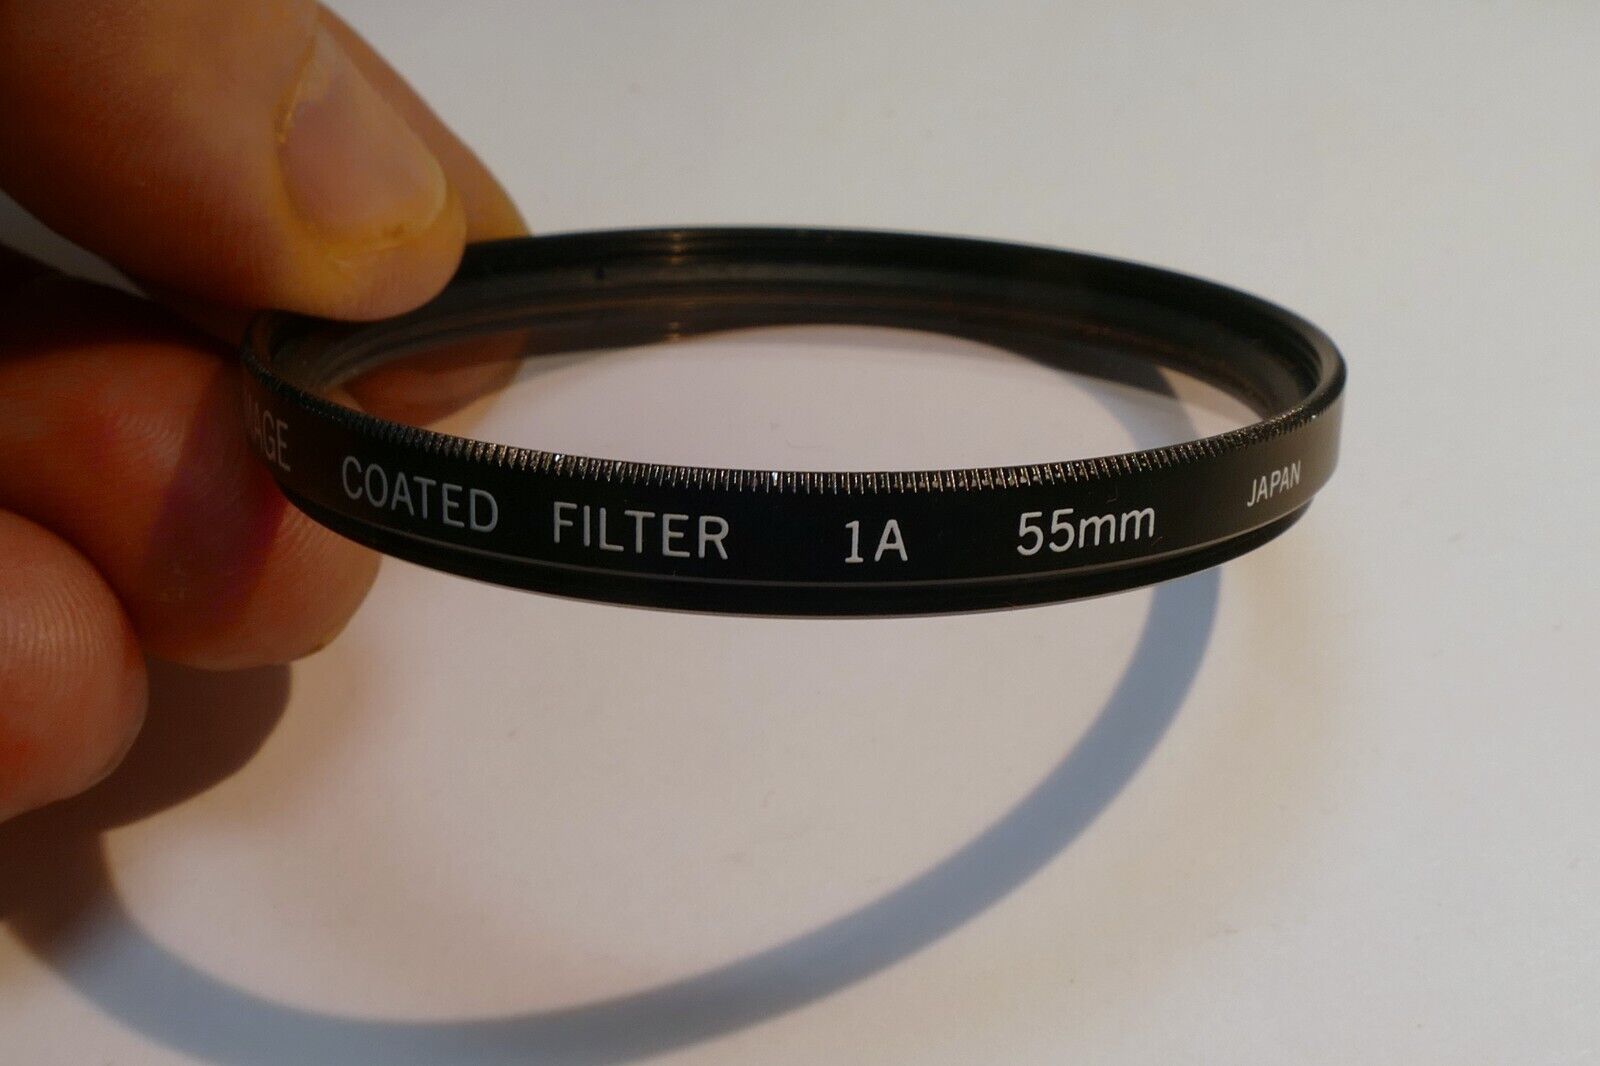 COATED FILTER 1A 55mm JAPAN